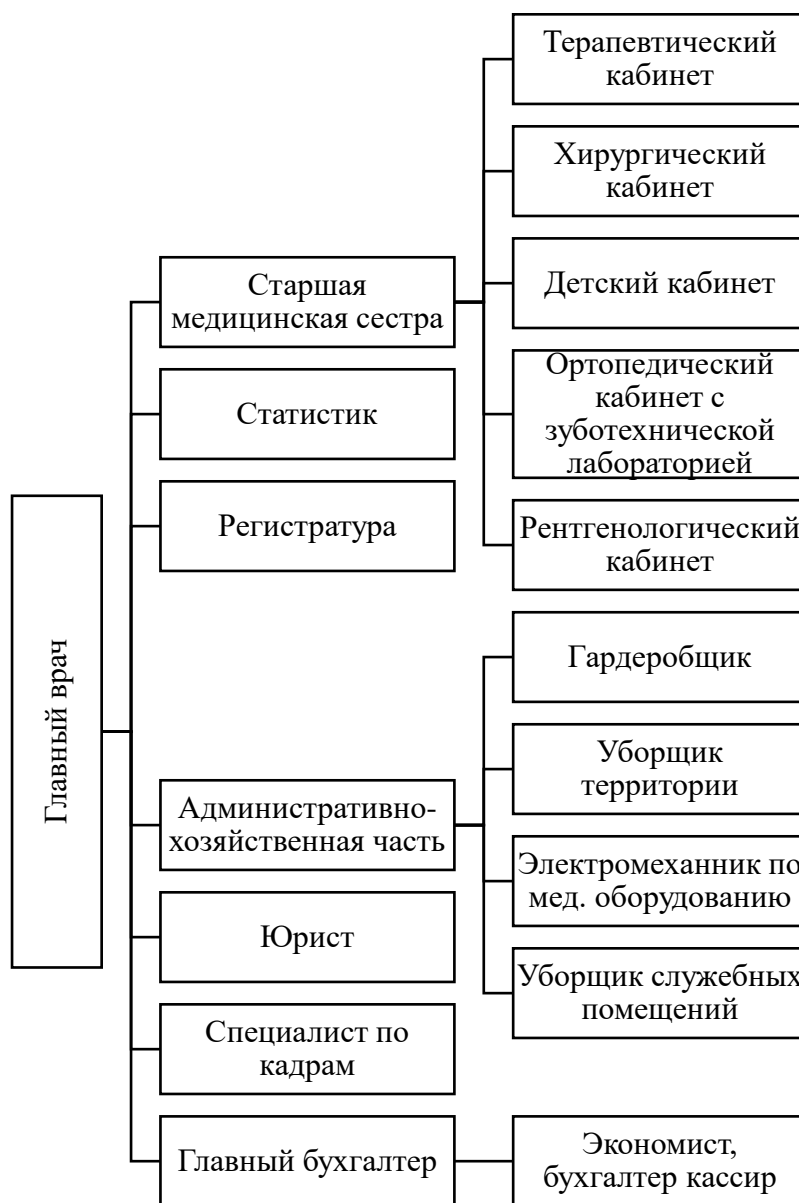 Главный врач
Старшая
медицинская сестра
Статистик
Регистратура
Административно-
хозяйственная часть
Юрист
Специалист по
кадрам
Главный бухгалтер
Терапевтический
кабинет
Хирургический
кабинет
Детский кабинет
Ортопедический
кабинет с
зуботехнической
лабораторией
Рентгенологический
кабинет
Гардеробщик
Уборщик
территории
Электромеханник по
мед. оборудованию
Уборщик служебных
помещений
Экономист,
бухгалтер кассир